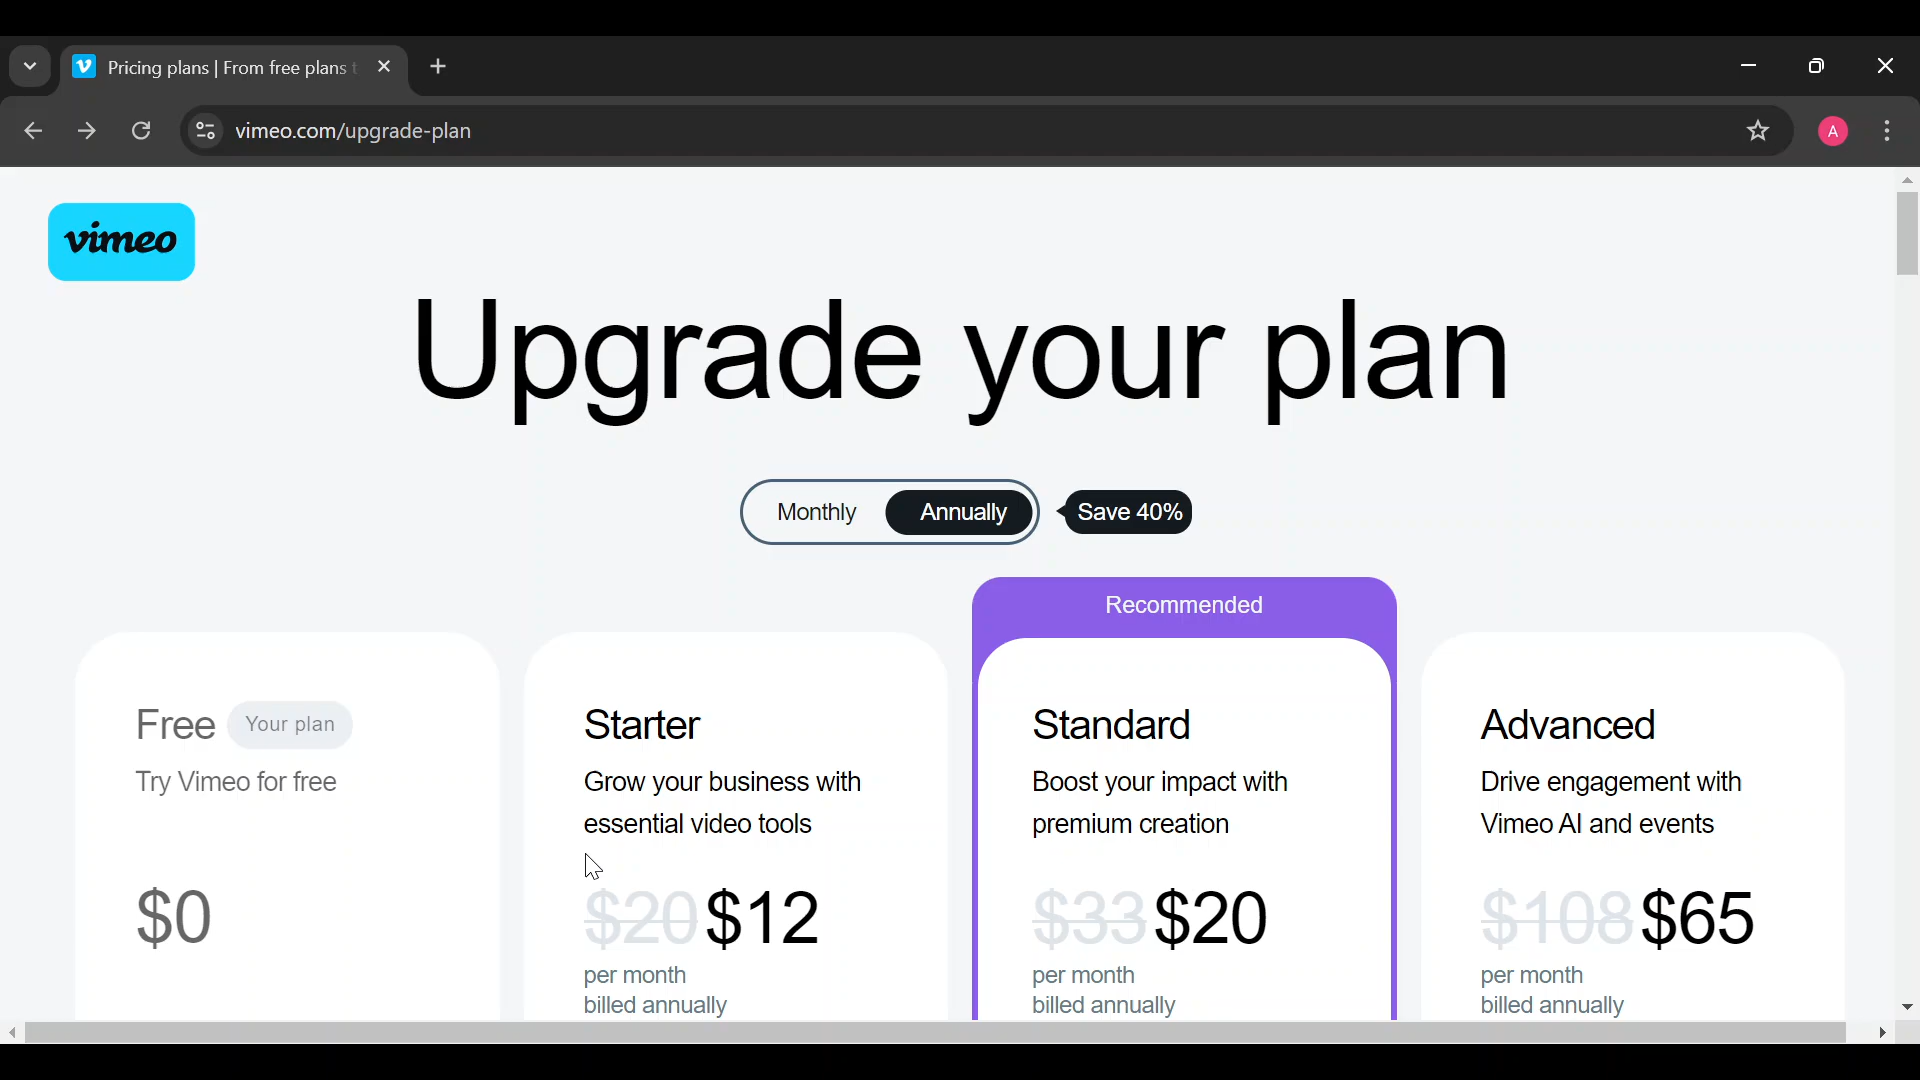 Pricing plans | From free plans t
vimeo.com/upgrade-plan
A
vimeo
Upgrade your plan
Monthly Annually Save 40%
Recommended
Free Your plan
Try Vimeo for free
$0
Starter
Grow your business with
essential video tools
$20 $12
per month
billed annually
Standard
Boost your impact with
premium creation
$33 $20
per month
billed annually
Advanced
Drive engagement with
Vimeo AI and events
$108 $65
per month
billed annually